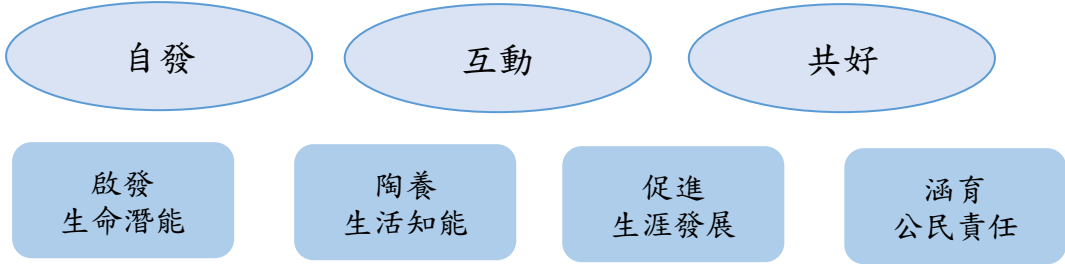 自發
互動
共好
啟發
生命潛能
陶養
生活知能
促進
生涯發展
涵育
公民責任